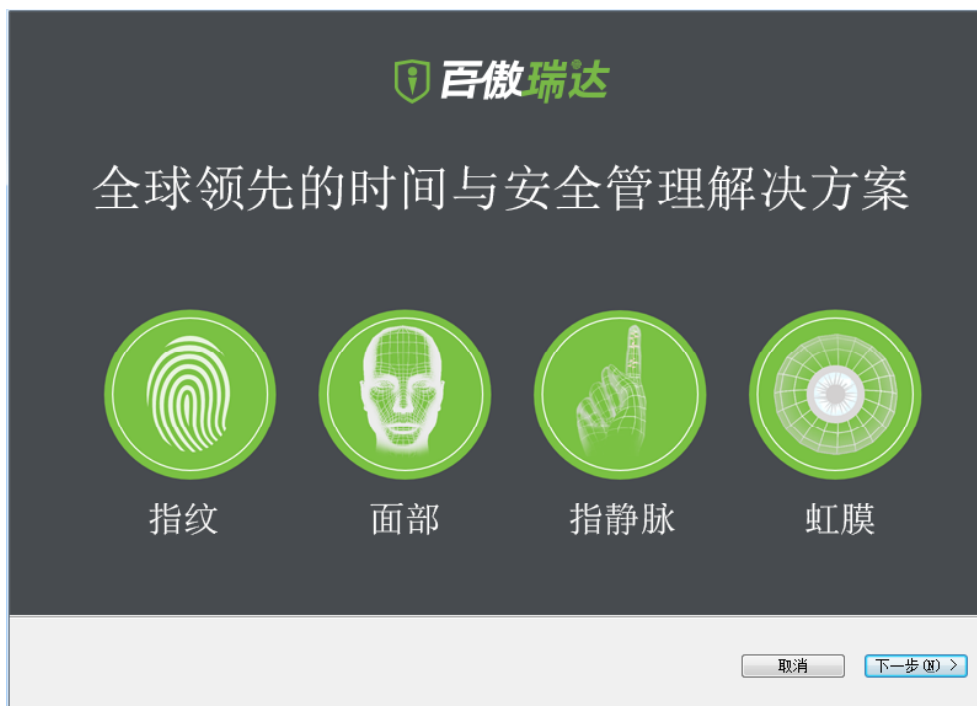 百傲瑞达
全球领先的时间与安全管理解决方案
指纹 面部 指静脉 虹膜
取消 下一步(N) >